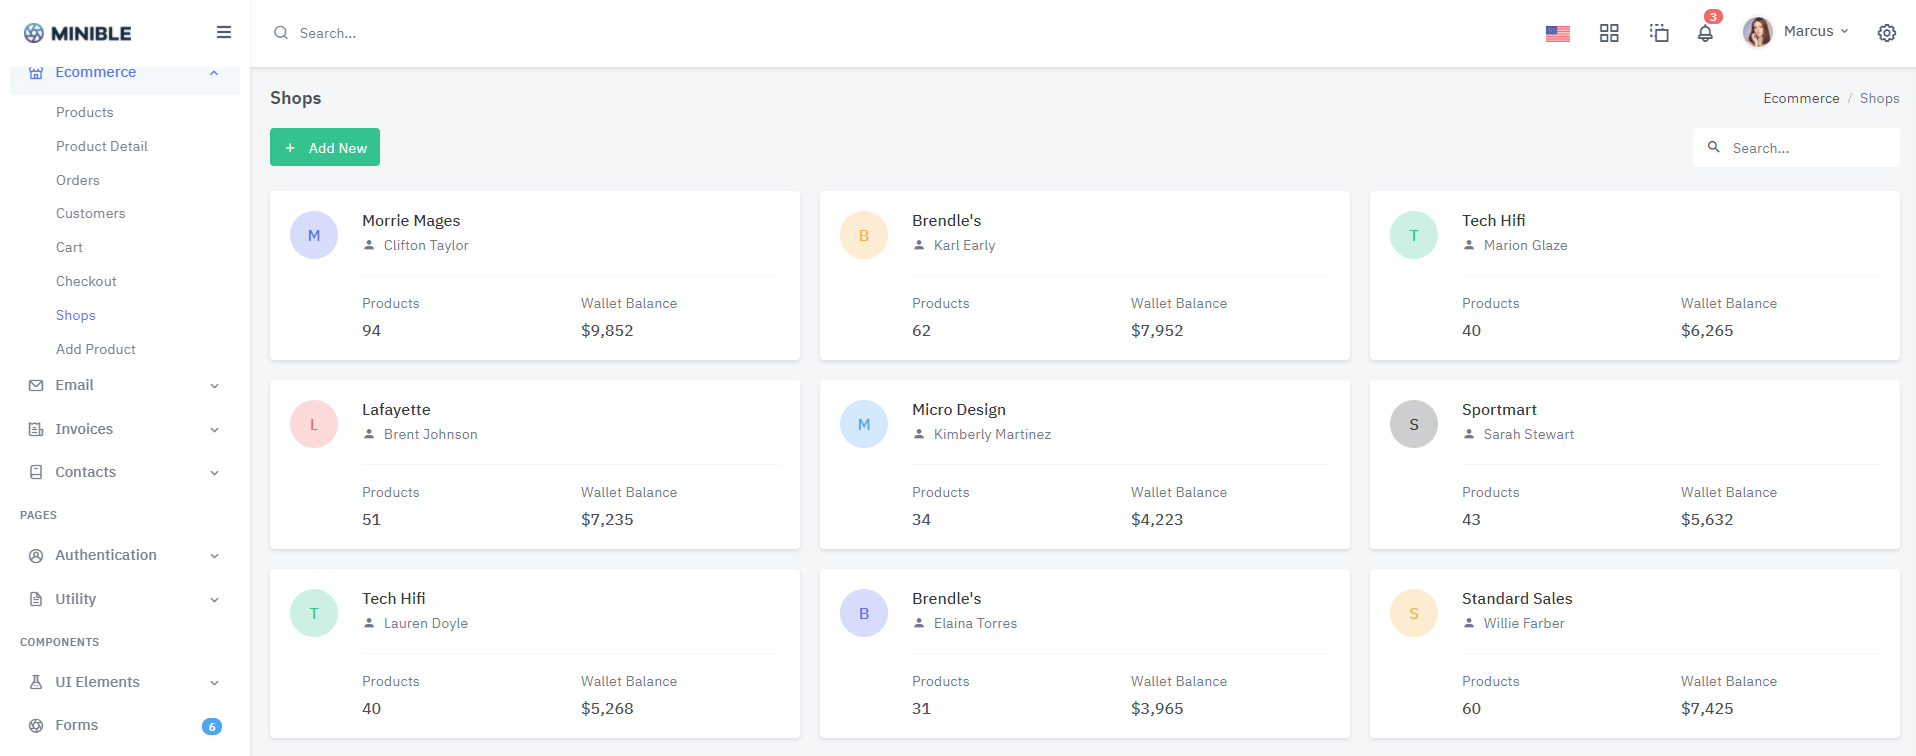 MINIBLE
Search...
3
Marcus
Ecommerce
Products
Product Detail
Orders
Customers
Cart
Checkout
Shops
Add Product
Email
Invoices
Contacts
PAGES
Authentication
Utility
COMPONENTS
UI Elements
Forms
6
Shops
Ecommerce / Shops
+ Add New
Search...
M
Morrie Mages
Clifton Taylor
Products
Wallet Balance
94
$9,852
B
Brendle's
Karl Early
Products
Wallet Balance
62
$7,952
T
Tech Hifi
Marion Glaze
Products
Wallet Balance
40
$6,265
L
Lafayette
Brent Johnson
Products
Wallet Balance
51
$7,235
M
Micro Design
Kimberly Martinez
Products
Wallet Balance
34
$4,223
S
Sportmart
Sarah Stewart
Products
Wallet Balance
43
$5,632
T
Tech Hifi
Lauren Doyle
Products
Wallet Balance
40
$5,268
B
Brendle's
Elaina Torres
Products
Wallet Balance
31
$3,965
S
Standard Sales
Willie Farber
Products
Wallet Balance
60
$7,425